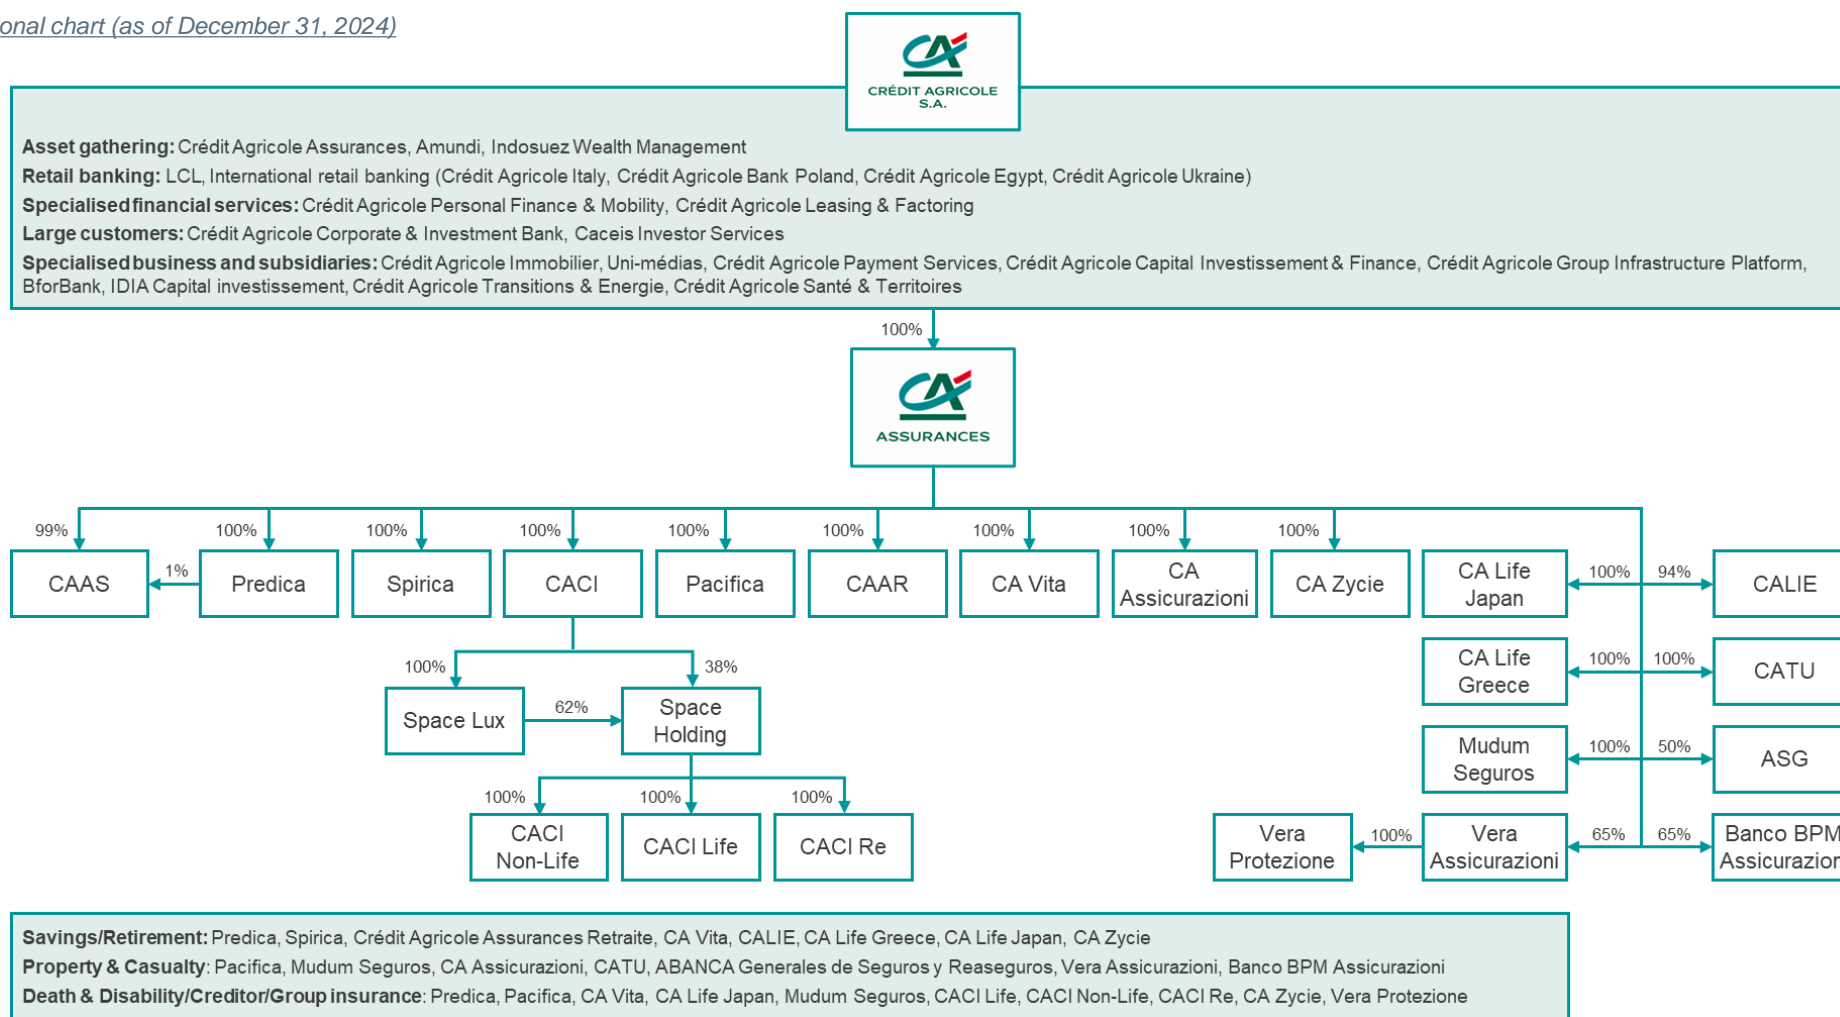 onal chart (as of December 31, 2024)
CRÉDIT AGRICOLE
S.A.
Asset gathering: Crédit Agricole Assurances, Amundi, Indosuez Wealth Management
Retail banking: LCL, International retail banking (Crédit Agricole Italy, Crédit Agricole Bank Poland, Crédit Agricole Egypt, Crédit Agricole Ukraine)
Specialised financial services: Crédit Agricole Personal Finance & Mobility, Crédit Agricole Leasing & Factoring
Large customers: Crédit Agricole Corporate & Investment Bank, Caceis Investor Services
Specialised business and subsidiaries: Crédit Agricole Immobilier, Uni-médias, Crédit Agricole Payment Services, Crédit Agricole Capital Investissement & Finance, Crédit Agricole Group Infrastructure Platform,
BforBank, IDIA Capital investissement, Crédit Agricole Transitions & Energie, Crédit Agricole Santé & Territoires
100%
ASSURANCES
99% 100% 100% 100% 100% 100% 100% 100% 100%
CAAS 1% Predica Spirica CACI Pacifica CAAR CA Vita CA
Assicurazioni CA Zycie CA Life
Japan 100% 94% CALIE
CA Life
Greece 100% 100% CATU
100% 38%
Space Lux 62% Space
Holding
Mudum
Seguros 100% 50% ASG
100% 100% 100%
CACI
Non-Life CACI Life CACI Re
Vera
Protezione 100% Vera
Assicurazioni 65% 65% Banco BPM
Assicurazion
Savings/Retirement: Predica, Spirica, Crédit Agricole Assurances Retraite, CA Vita, CALIE, CA Life Greece, CA Life Japan, CA Zycie
Property & Casualty: Pacifica, Mudum Seguros, CA Assicurazioni, CATU, ABANCA Generales de Seguros y Reaseguros, Vera Assicurazioni, Banco BPM Assicurazioni
Death & Disability/Creditor/Group insurance: Predica, Pacifica, CA Vita, CA Life Japan, Mudum Seguros, CACI Life, CACI Non-Life, CACI Re, CA Zycie, Vera Protezione